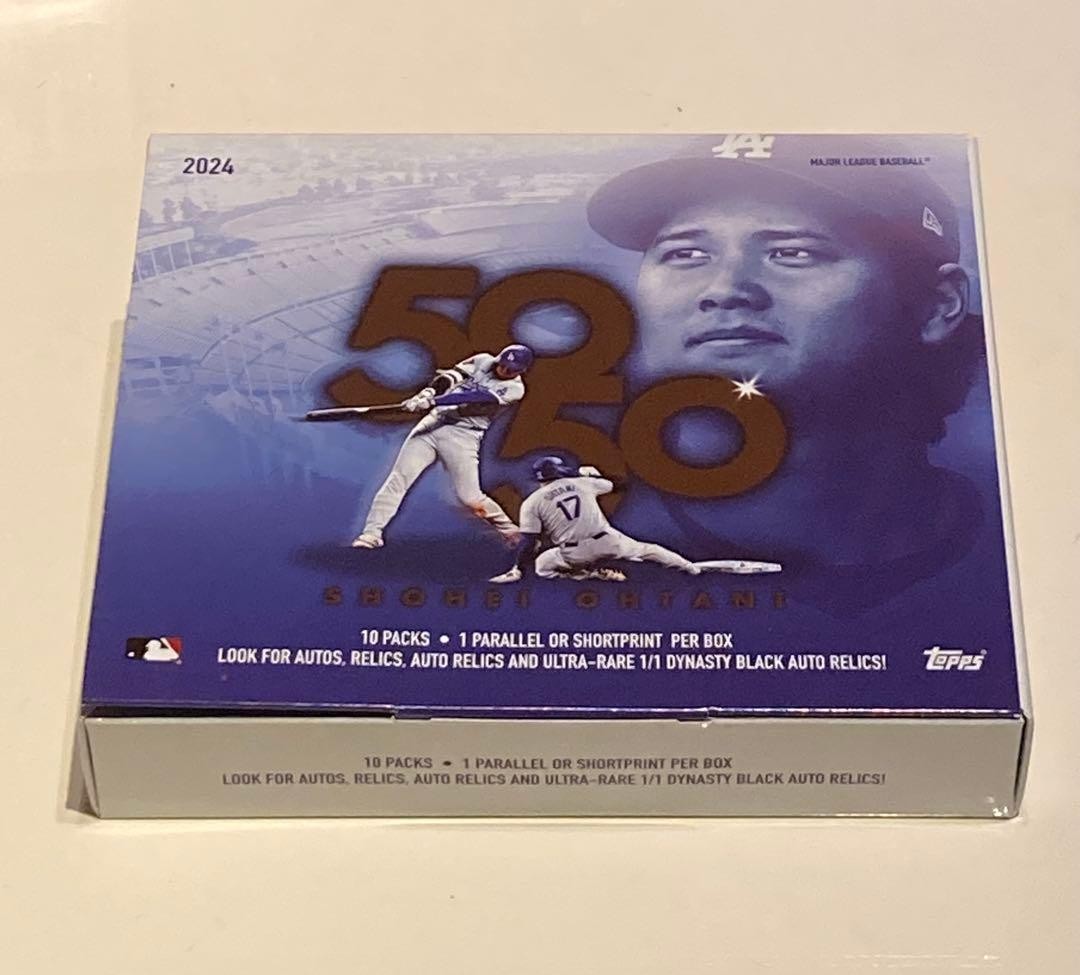 2024
LA
MAJOR LEAGUE BASEBALL
50
50
OHTANI
17
SHOHEI OHTANI
10 PACKS • 1 PARALLEL OR SHORTPRINT PER BOX
LOOK FOR AUTOS, RELICS, AUTO RELICS AND ULTRA-RARE 1/1 DYNASTY BLACK AUTO RELICS!
Topps
10 PACKS • 1 PARALLEL OR SHORTPRINT PER BOX
LOOK FOR AUTOS, RELICS, AUTO RELICS AND ULTRA-RARE 1/1 DYNASTY BLACK AUTO RELICS!